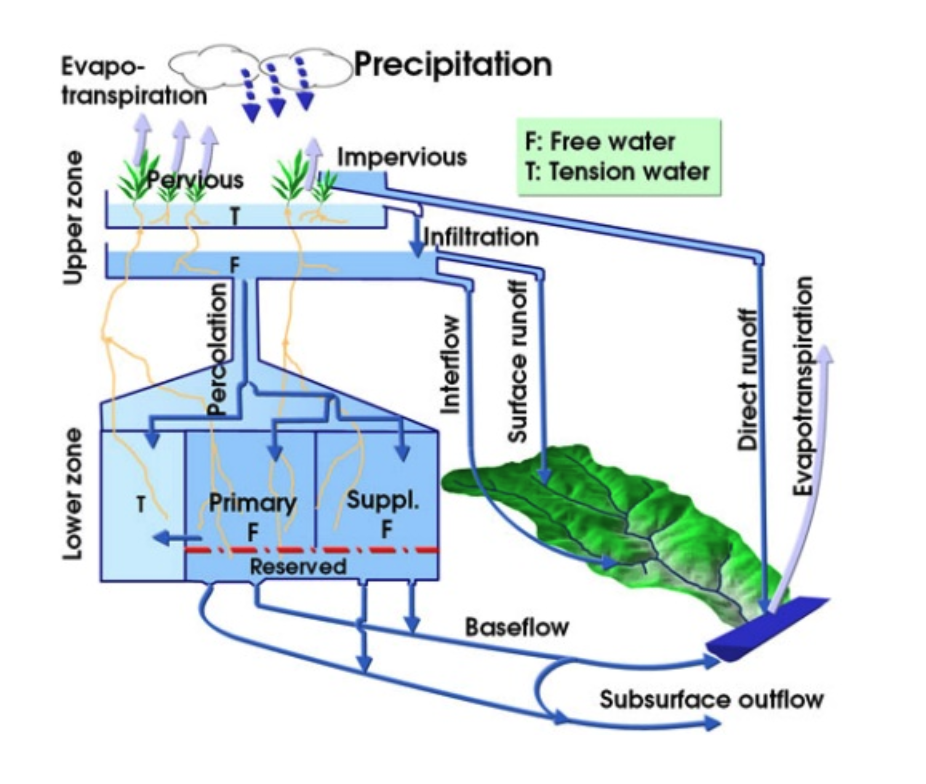 Precipitation
Evapo-
transpiration
F: Free water
T: Tension water
Impervious
Pervious
Upper zone
T
Infiltration
F
Percolation
Interflow
Surface runoff
Direct runoff
Evapotranspiration
Lower zone
T
Primary
F
Suppl.
F
Reserved
Baseflow
Subsurface outflow